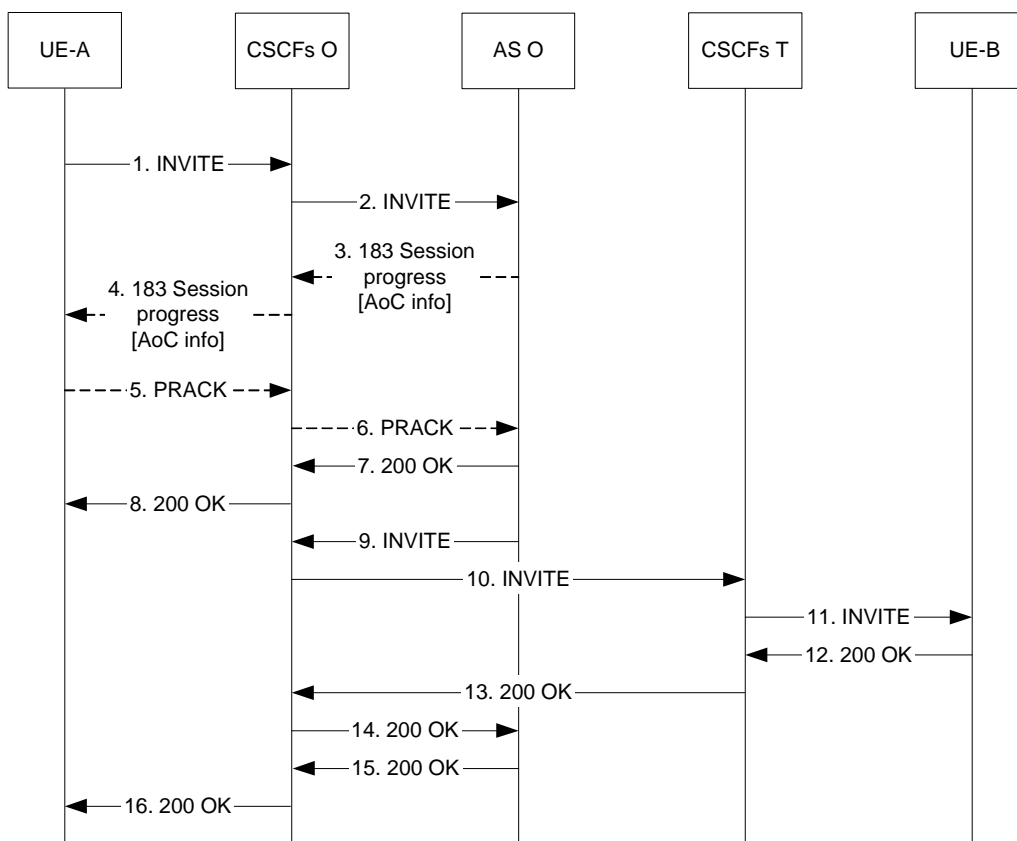 UE-A
CSCFs O
AS O
CSCFs T
UE-B
1. INVITE
2. INVITE
3. 183 Session
progress
[AoC info]
4. 183 Session
progress
[AoC info]
5. PRACK
6. PRACK
7. 200 OK
8. 200 OK
9. INVITE
10. INVITE
11. INVITE
12. 200 OK
13. 200 OK
14. 200 OK
15. 200 OK
16. 200 OK